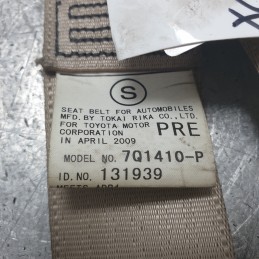 S
SEAT BELT FOR AUTOMOBILES
MFD. BY TOKAI RIKA CO., LTD.
FOR TOYOTA MOTOR PRE
CORPORATION
IN APRIL 2009
MODEL NO. 7Q1410-P
ID. NO. 131939